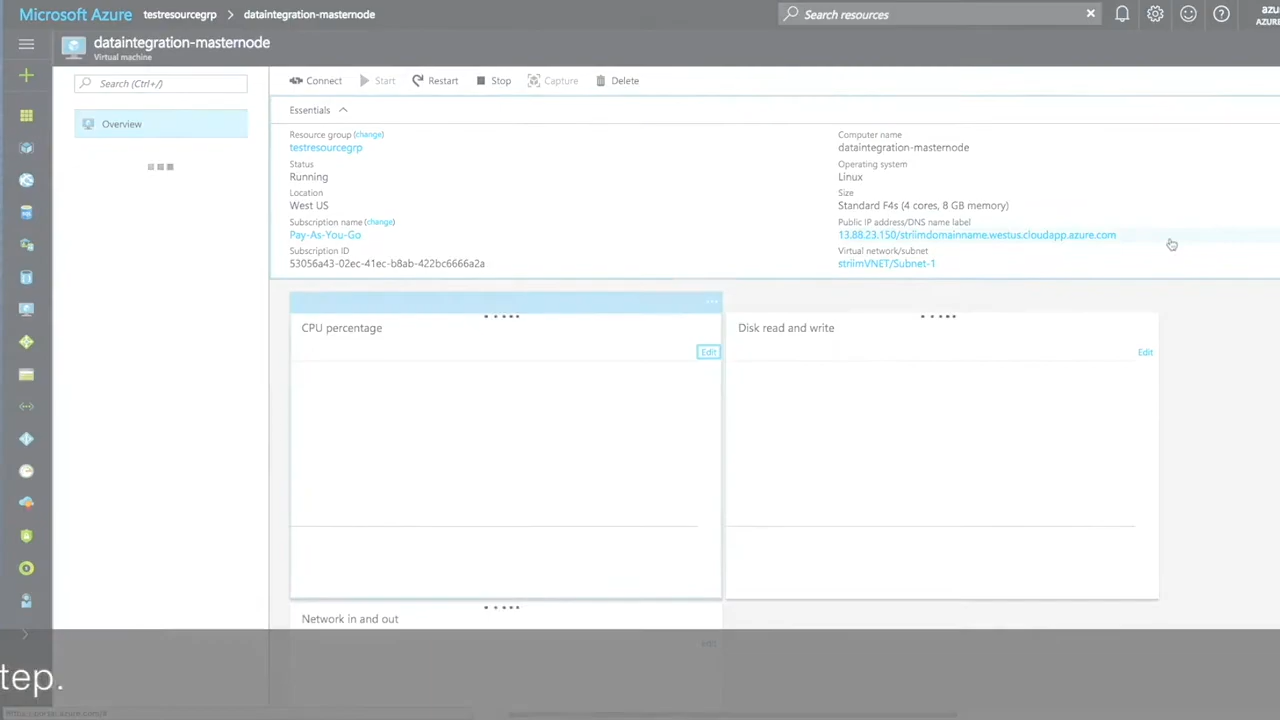 Microsoft Azure testresourcegrp > dataintegration-masternode Search resources azu
AZURE
dataintegration-masternode
Virtual machine
Search (Ctrl+/)
Connect Start Restart Stop Capture Delete
Overview
Essentials
Resource group (change) Computer name
testresourcegrp dataintegration-masternode
Status Operating system
Running Linux
Location Size
West US Standard F4s (4 cores, 8 GB memory)
Subscription name (change) Public IP address/DNS name label
Pay-As-You-Go 13.88.23.150/striimdomainname.westus.cloudapp.azure.com
Subscription ID Virtual network/subnet
53056a43-02ec-41ec-b8ab-422bc6666a2a striimVNET/Subnet-1
CPU percentage Disk read and write
Edit Edit
Network in and out
Edit
tep.